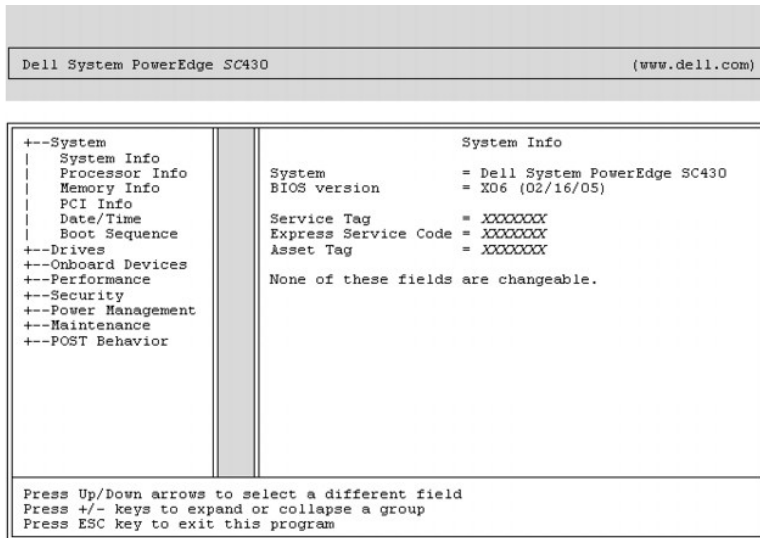 Dell System PowerEdge SC430 (www.dell.com)
+--System
| System Info
| Processor Info
| Memory Info
| PCI Info
| Date/Time
| Boot Sequence
+--Drives
+--Onboard Devices
+--Performance
+--Security
+--Power Management
+--Maintenance
+--POST Behavior
System Info
System = Dell System PowerEdge SC430
BIOS version = X06 (02/16/05)
Service Tag = XXXXXXX
Express Service Code = XXXXXXX
Asset Tag = XXXXXXX
None of these fields are changeable.
Press Up/Down arrows to select a different field
Press +/- keys to expand or collapse a group
Press ESC key to exit this program